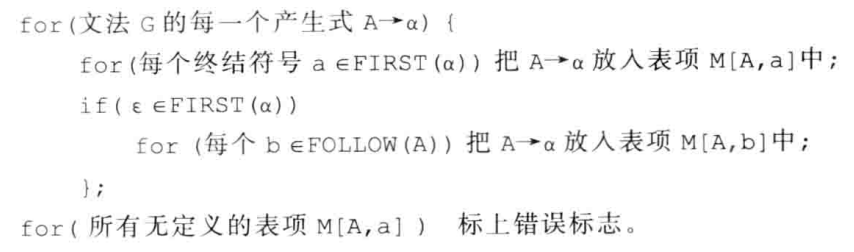 for(文法 G 的每一个产生式 A→α) {
for(每个终结符号 a∈FIRST(α)) 把 A→α 放入表项 M[A,a]中;
if( ε∈FIRST(α))
for (每个 b∈FOLLOW(A)) 把 A→α 放入表项 M[A,b]中;
};
for( 所有无定义的表项 M[A,a] ) 标上错误标志。